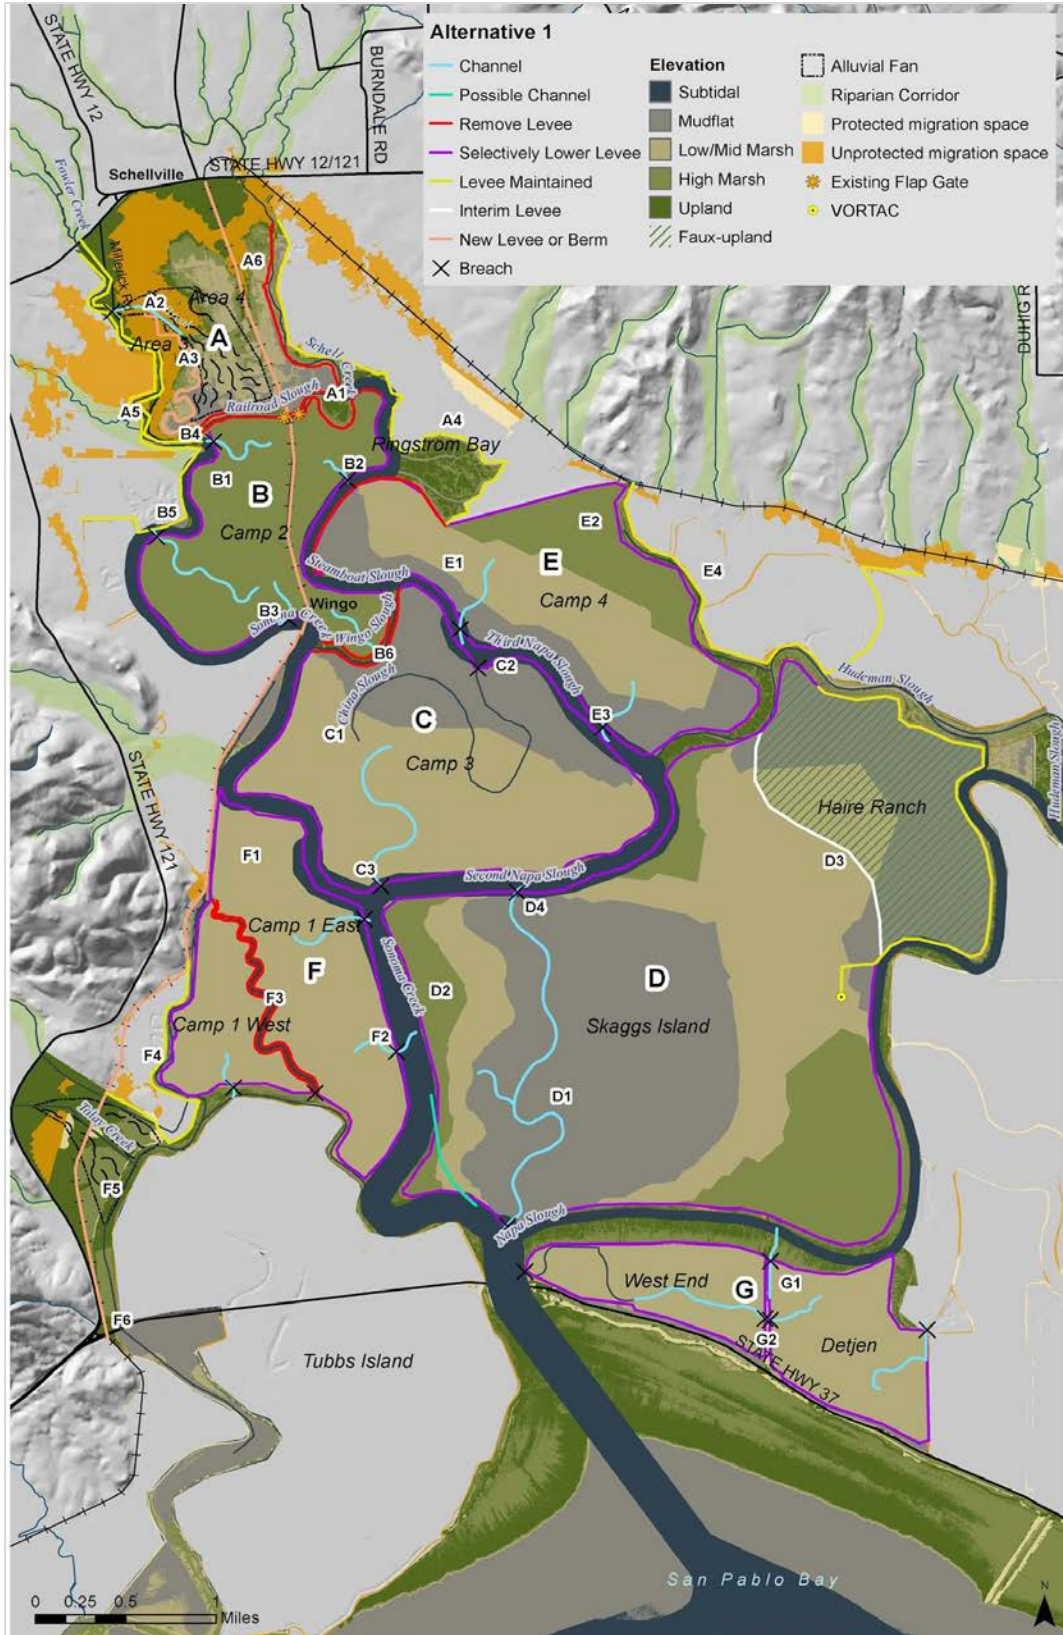 Alternative 1
Channel
Possible Channel
Remove Levee
Selectively Lower Levee
Levee Maintained
Interim Levee
New Levee or Berm
Breach
Elevation
Subtidal
Mudflat
Low/Mid Marsh
High Marsh
Upland
Faux-upland
Alluvial Fan
Riparian Corridor
Protected migration space
Unprotected migration space
Existing Flap Gate
VORTAC
STATE HWY 12
BURNDALE RD
STATE HWY 12/121
Schellville
Fowler Creek
Millerick Rd
DUHIG R
A6
Area 4
A2
Area 3
A
A3
Schell Creek
A1
Railroad Slough
A5
A4
B4
Ringstrom Bay
B2
B1
B
B5
Camp 2
E2
E1
E
E4
Steamboat Slough
Camp 4
Wingo
B3
Sonoma Creek
Wingo Slough
B6
Third Napa Slough
C2
Hudeman Slough
China Slough
E3
C1
C
Camp 3
Hudeman Slough
STATE HWY 121
Haire Ranch
F1
D3
C3
Second Napa Slough
D4
Camp 1 East
F
Sonoma Creek
D2
D
F3
Skaggs Island
Camp 1 West
F2
F4
D1
Tolay Creek
F5
Napa Slough
West End
G
G1
F6
G2
Detjen
Tubbs Island
STATE HWY 37
San Pablo Bay
N
0 0.25 0.5 1
Miles